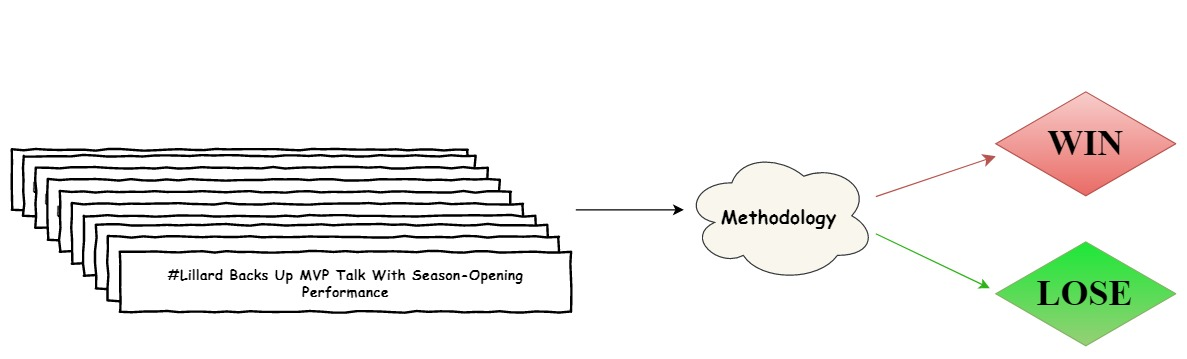 #Lillard Backs Up MVP Talk With Season-Opening
Performance
Methodology
WIN
LOSE